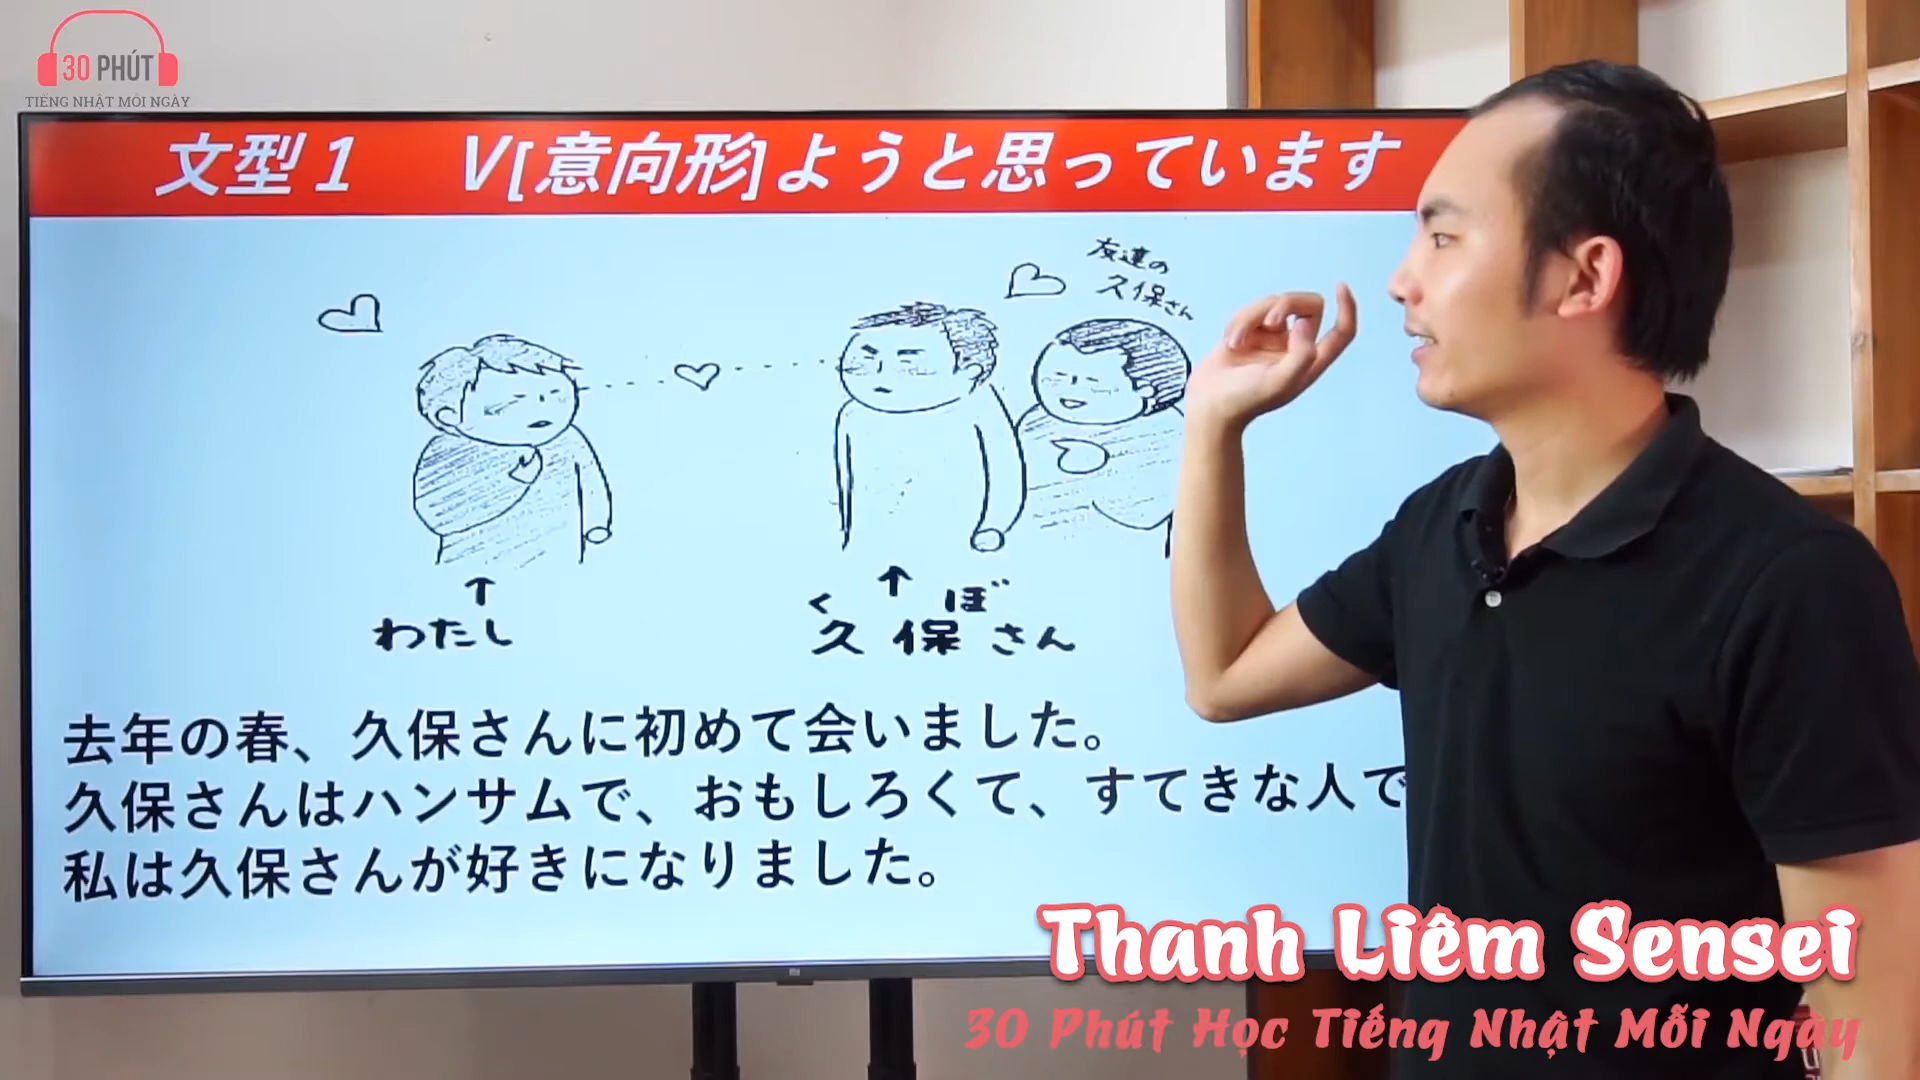 30 PHÚT
TIẾNG NHẬT MỖI NGÀY
文型1 V[意向形]ようと思っています
友達の
久保さん
わたし
く ぼ
久保さん
去年の春、久保さんに初めて会いました。
久保さんはハンサムで、おもしろくて、すてきな人で
私は久保さんが好きになりました。
Thanh Liêm Sensei
30 Phút Học Tiếng Nhật Mỗi Ngày